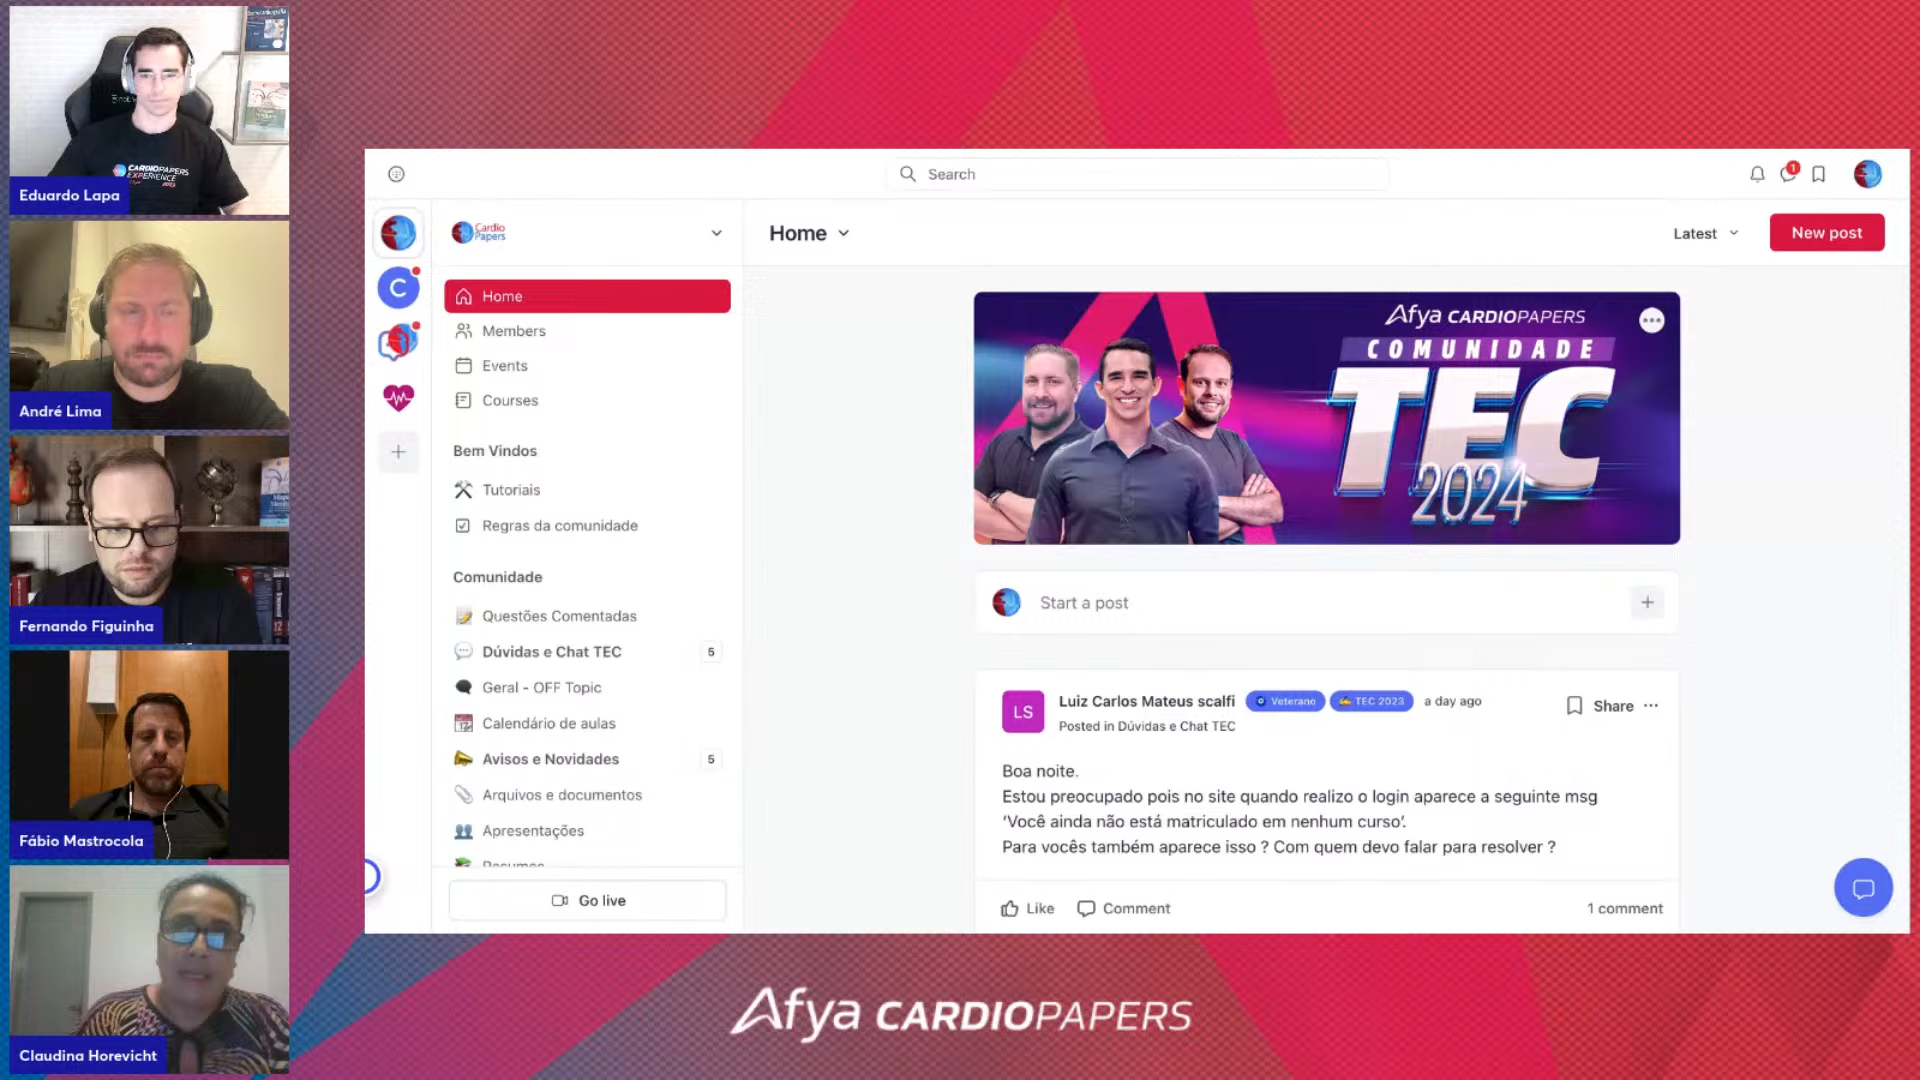 Eduardo Lapa
CARDIOPAPERS
EXPERIENCE
André Lima
Fernando Figuinha
Fábio Mastrocola
Claudina Horevicht
Search
1
Cardio
Papers
Home
Latest
New post
C
Home
Members
Events
Courses
Bem Vindos
Tutoriais
Regras da comunidade
Comunidade
Questões Comentadas
Dúvidas e Chat TEC
5
Geral - OFF Topic
Calendário de aulas
Avisos e Novidades
5
Arquivos e documentos
Apresentações
Resumos
Go live
Afya CARDIOPAPERS
COMUNIDADE
TEC
2024
Start a post
LS
Luiz Carlos Mateus scalfi
Veterano
TEC 2023
a day ago
Share
Posted in Dúvidas e Chat TEC
Boa noite.
Estou preocupado pois no site quando realizo o login aparece a seguinte msg
‘Você ainda não está matriculado em nenhum curso’.
Para vocês também aparece isso ? Com quem devo falar para resolver ?
Like
Comment
1 comment
Afya CARDIOPAPERS